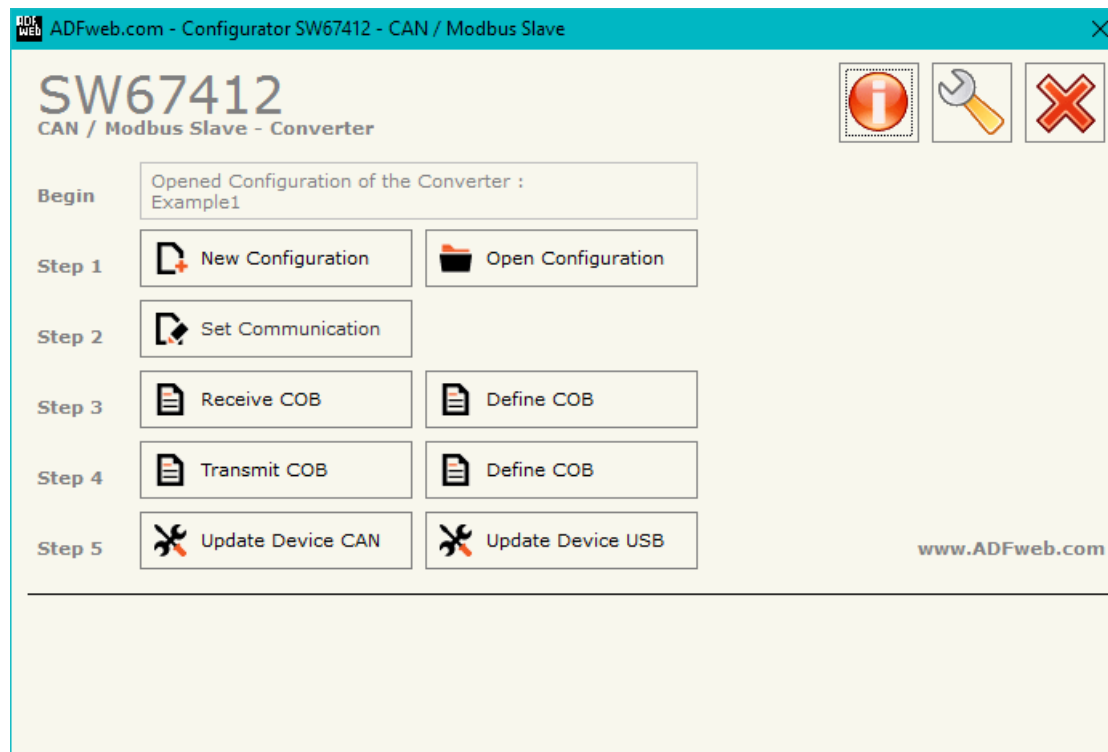 ADF
WEB
ADFweb.com - Configurator SW67412 - CAN / Modbus Slave
SW67412
CAN / Modbus Slave - Converter
Begin
Opened Configuration of the Converter :
Example1
Step 1
New Configuration
Open Configuration
Step 2
Set Communication
Step 3
Receive COB
Define COB
Step 4
Transmit COB
Define COB
Step 5
Update Device CAN
Update Device USB
www.ADFweb.com